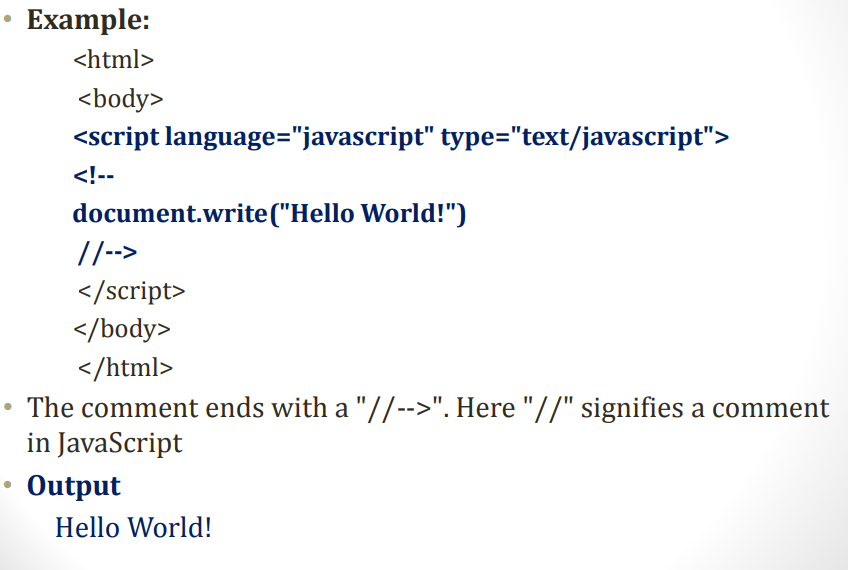 • Example:
<html>
<body>
<script language="javascript" type="text/javascript">
<!--
document.write("Hello World!")
//-->
</script>
</body>
</html>
• The comment ends with a "//-->". Here "//" signifies a comment
in JavaScript
• Output
Hello World!